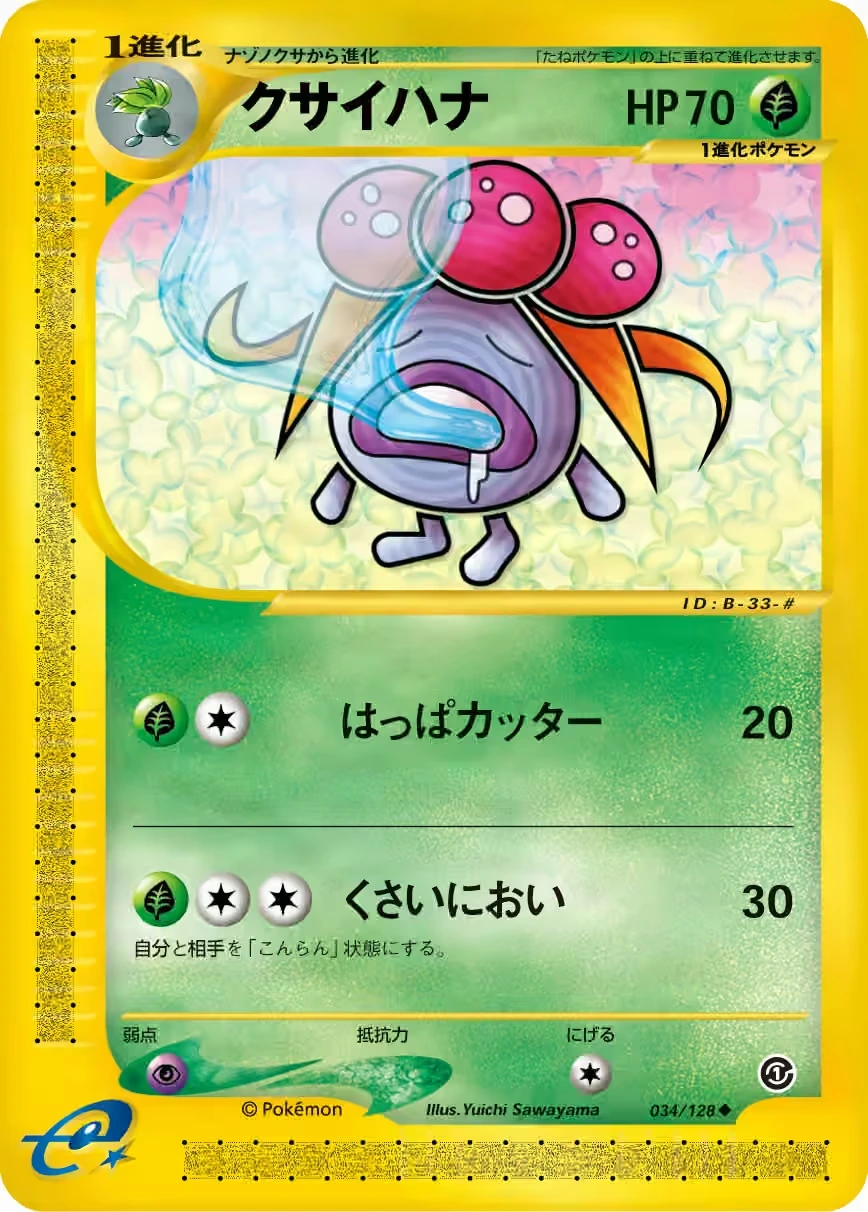 1進化
ナゾノクサから進化
「たねポケモン」の上に重ねて進化させます。
クサイハナ
HP70
1進化ポケモン
ID:B-33-#
はっぱカッター 20
くさいにおい 30
自分と相手を「こんらん」状態にする。
弱点 抵抗力 にげる
© Pokémon
Illus.Yuichi Sawayama
034/128◆